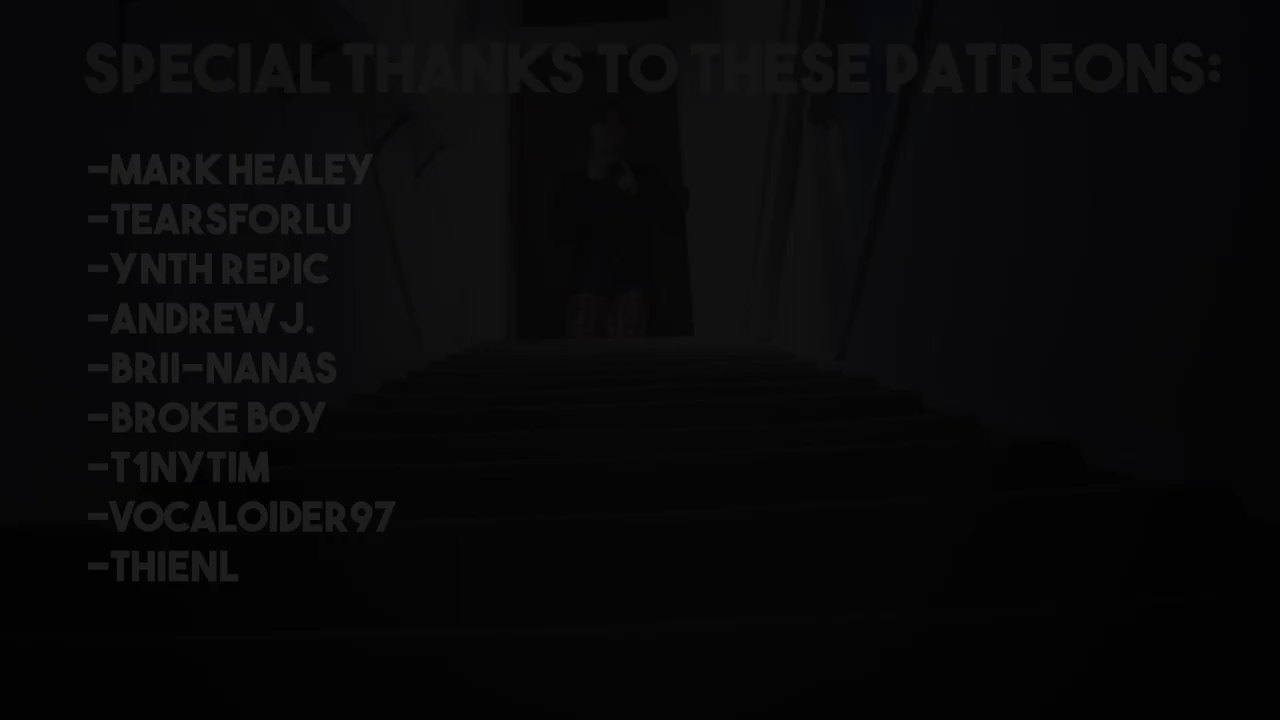 SPECIAL THANKS TO THESE PATREONS:
-MARK HEALEY
-TEARSFORLU
-YNTH REPIC
-ANDREW J.
-BRII-NANAS
-BROKE BOY
-T1NYTIM
-VOCALOIDER97
-THIENL